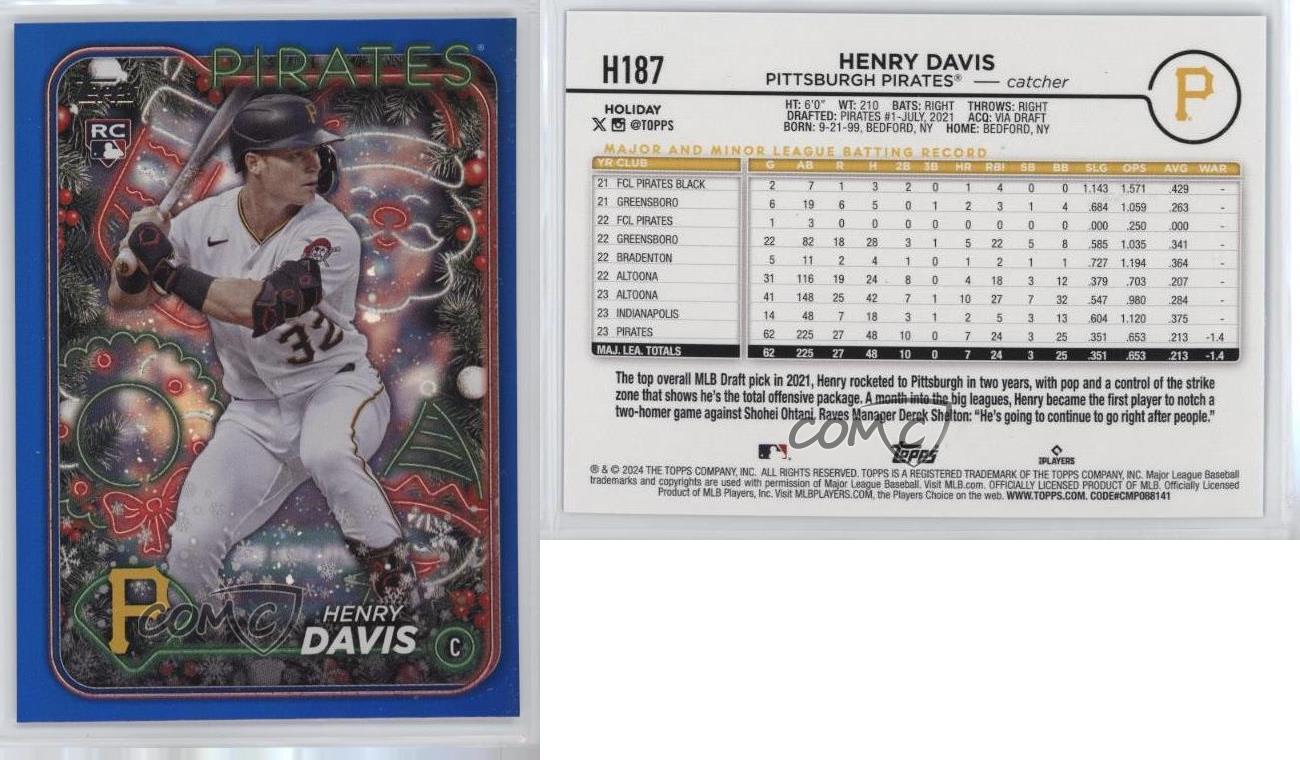 PIRATES®
Topps
RC
32
P
COMC
HENRY
DAVIS
C
H187
HENRY DAVIS
PITTSBURGH PIRATES® — catcher
P
HOLIDAY
X @TOPPS
HT: 6'0" WT: 210 BATS: RIGHT THROWS: RIGHT
DRAFTED: PIRATES #1-JULY, 2021 ACQ: VIA DRAFT
BORN: 9-21-99, BEDFORD, NY HOME: BEDFORD, NY
MAJOR AND MINOR LEAGUE BATTING RECORD
YR CLUB G AB R H 2B 3B HR RBI SB BB SLG OPS AVG WAR
21 FCL PIRATES BLACK 2 7 1 3 2 0 1 4 0 0 1.143 1.571 .429 -
21 GREENSBORO 6 19 6 5 0 1 2 3 1 4 .684 1.059 .263 -
22 FCL PIRATES 1 3 0 0 0 0 0 0 0 0 .000 .250 .000 -
22 GREENSBORO 22 82 18 28 3 1 5 22 5 8 .585 1.035 .341 -
22 BRADENTON 5 11 2 4 1 0 1 2 1 1 .727 1.194 .364 -
22 ALTOONA 31 116 19 24 8 0 4 18 3 12 .379 .703 .207 -
23 ALTOONA 41 148 25 42 7 1 10 27 7 32 .547 .980 .284 -
23 INDIANAPOLIS 14 48 7 18 3 1 2 5 3 13 .604 1.120 .375 -
23 PIRATES 62 225 27 48 10 0 7 24 3 25 .351 .653 .213 -1.4
MAJ. LEA. TOTALS 62 225 27 48 10 0 7 24 3 25 .351 .653 .213 -1.4
The top overall MLB Draft pick in 2021, Henry rocketed to Pittsburgh in two years, with pop and a control of the strike
zone that shows he's the total offensive package. A month into the big leagues, Henry became the first player to notch a
two-homer game against Shohei Ohtani. Raves Manager Derek Shelton: "He's going to continue to go right after people."
COMC
Topps
PLAYERS
® & © 2024 THE TOPPS COMPANY, INC. ALL RIGHTS RESERVED. TOPPS IS A REGISTERED TRADEMARK OF THE TOPPS COMPANY, INC. Major League Baseball
trademarks and copyrights are used with permission of Major League Baseball. Visit MLB.com. OFFICIALLY LICENSED PRODUCT OF MLB. Officially Licensed
Product of MLB Players, Inc. Visit MLBPLAYERS.COM, the Players Choice on the web. WWW.TOPPS.COM. CODE#CMP088141